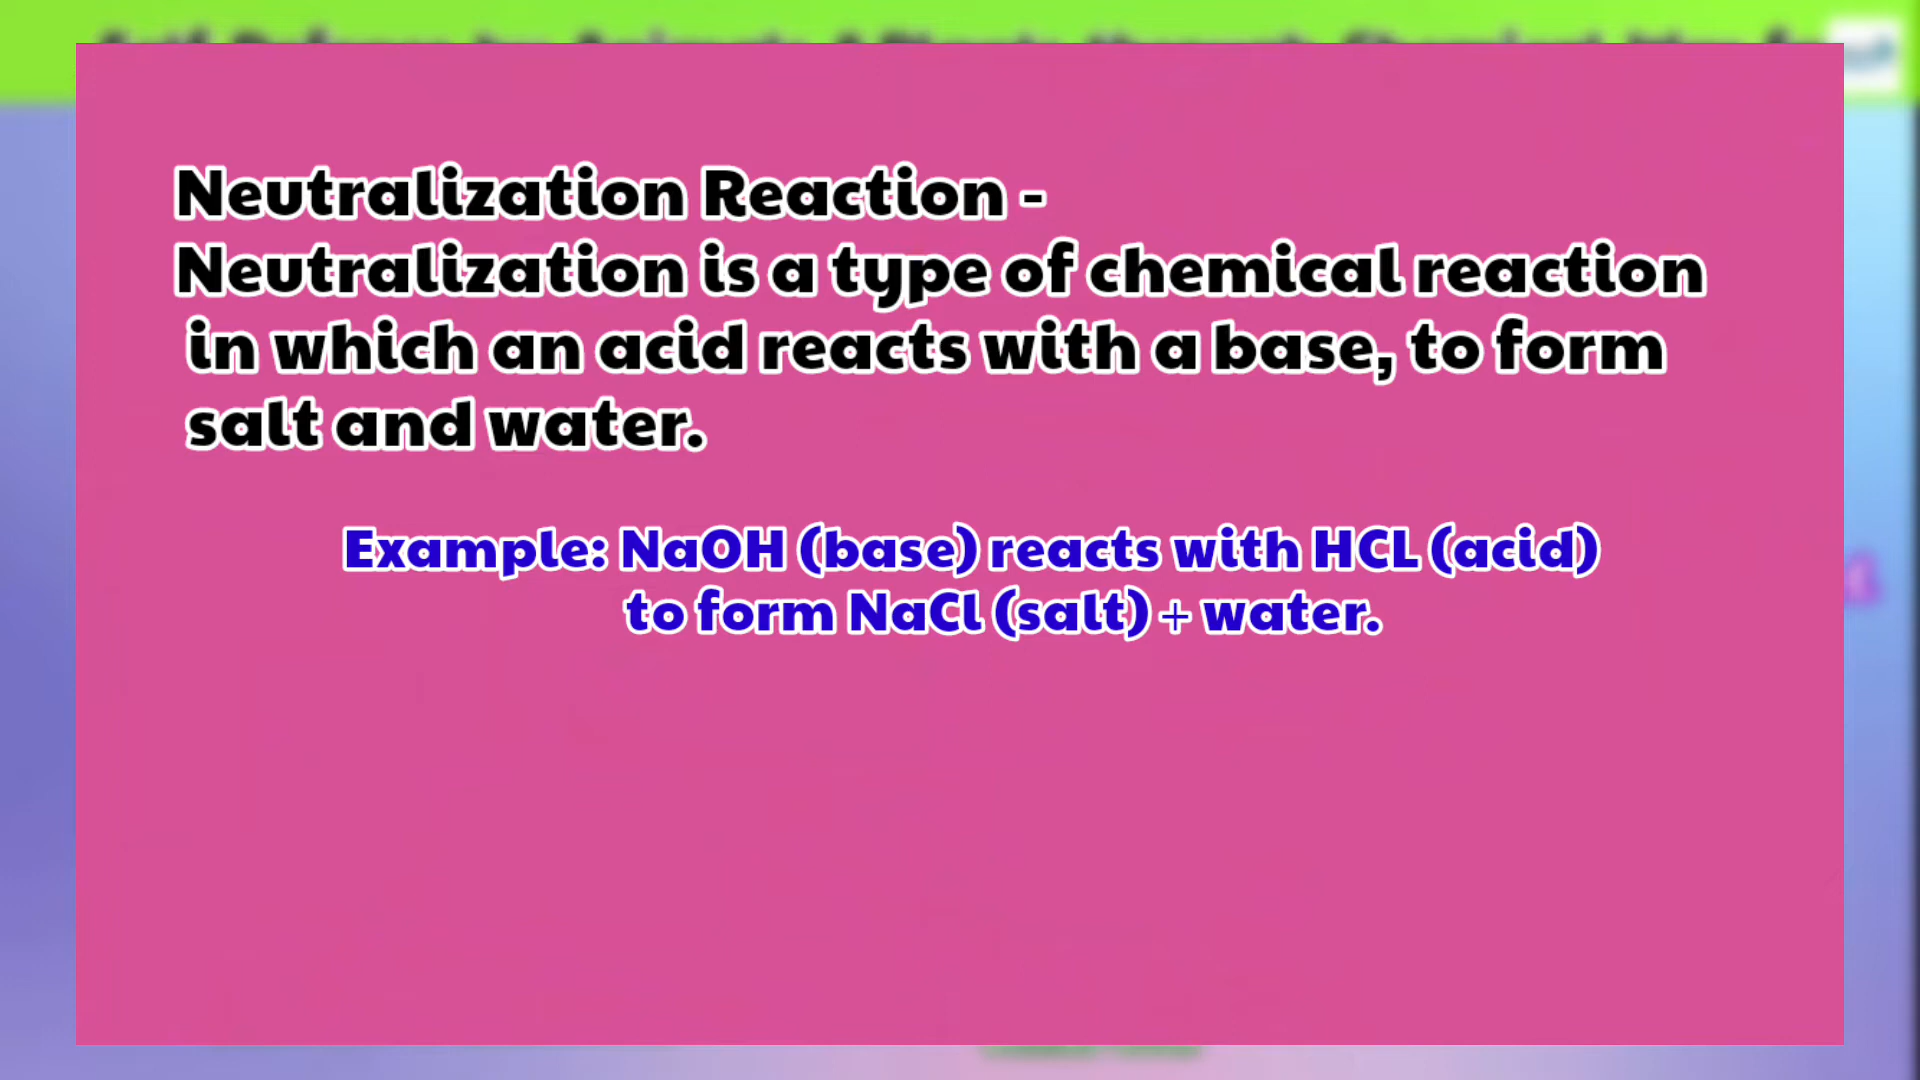 Neutralization Reaction -
Neutralization is a type of chemical reaction
in which an acid reacts with a base, to form
salt and water.
Example: NaOH (base) reacts with HCL (acid)
to form NaCl (salt) + water.